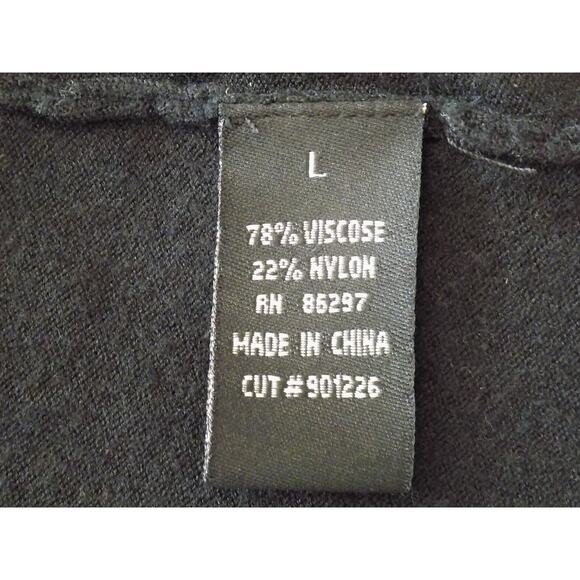 L
78% VISCOSE
22% NYLON
RN 86297
MADE IN CHINA
CUT # 901226